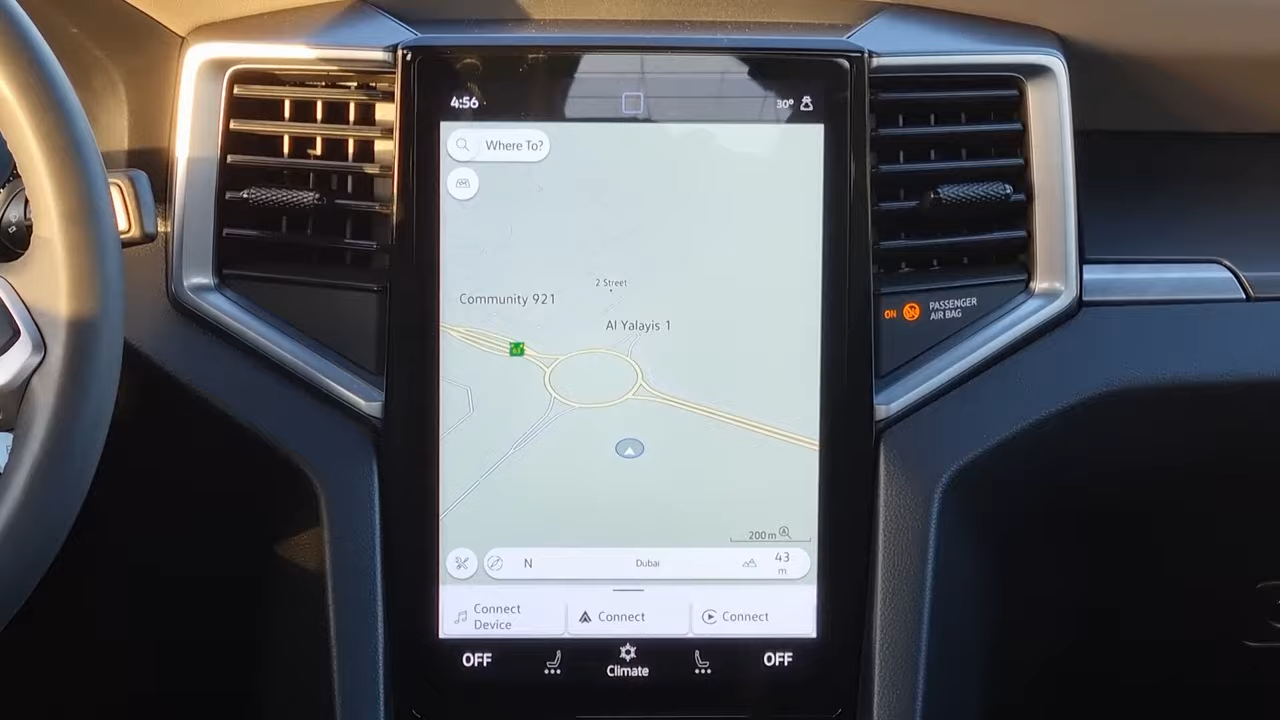 4:56
30°
Where To?
2 Street
Community 921
Al Yalayis 1
ON
PASSENGER
AIR BAG
200 m
N
Dubai
43
m
Connect
Device
Connect
Connect
OFF
Climate
OFF